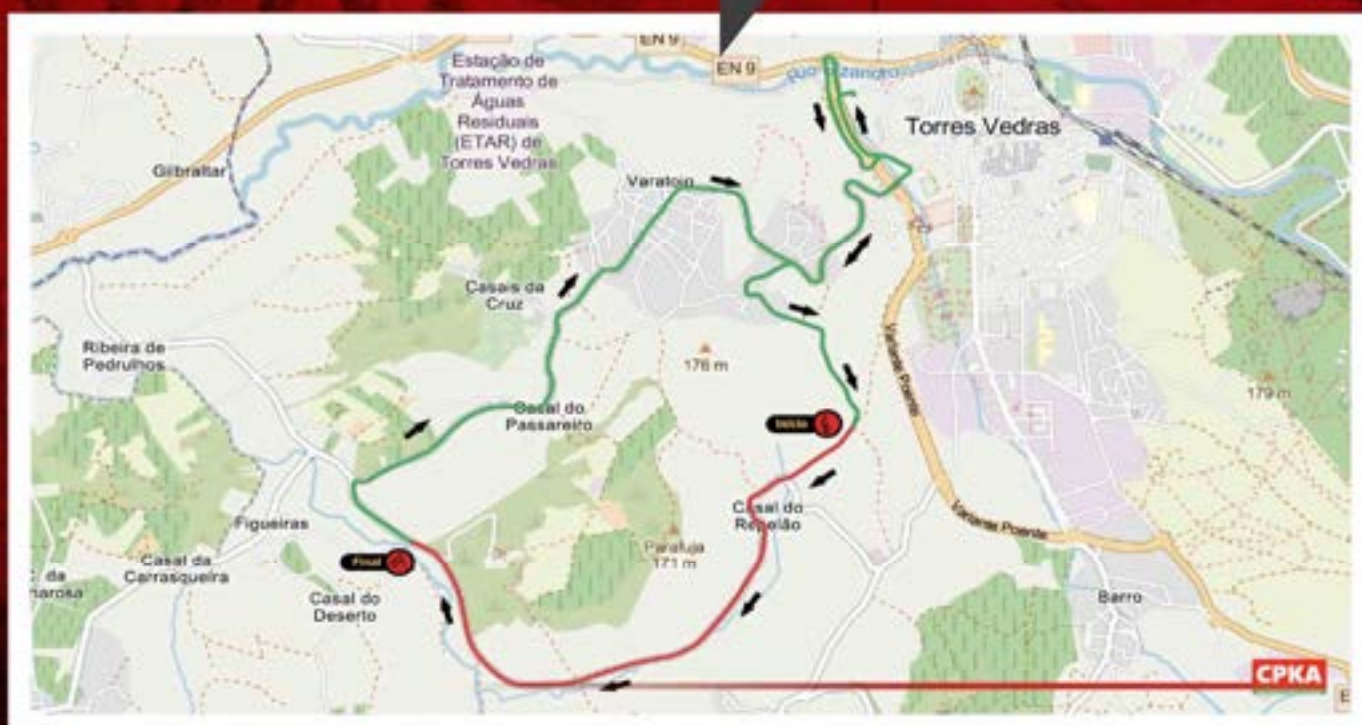 EN 9
Estação de
Tratamento de
Águas
Residuais
(ETAR) de
Torres Vedras
EN 9
Torres Vedras
Gilbraltar
Varatojo
Casais da
Cruz
Ribeira de
Pedrulhos
176 m
Variante Poente
179 m
Casal do
Passareiro
Início
Casal do
Repelão
Figueiras
Variante Poente
Parafuja
171 m
Final
Casal da
Carrasqueira
Casal do
Deserto
Barro
CPKA